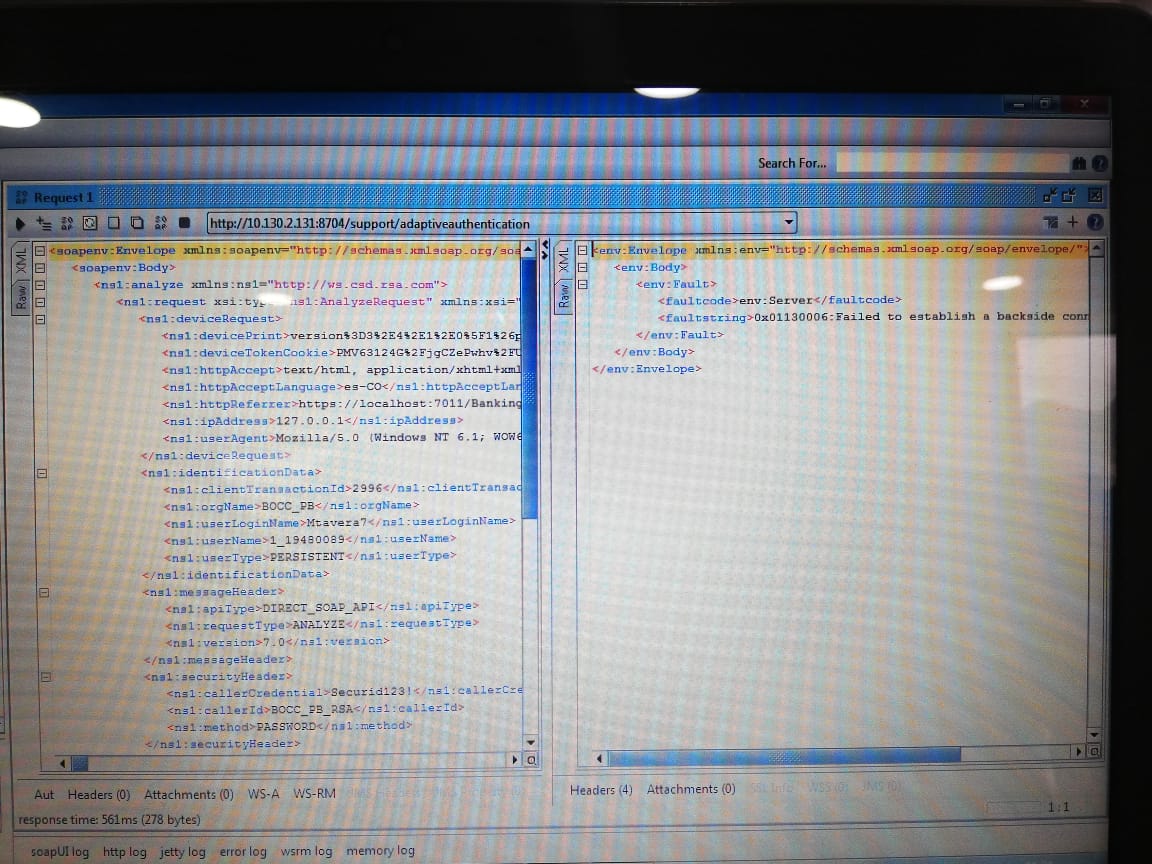 Search For...
Request 1
http://10.130.2.131:8704/support/adaptiveauthentication
XML
Raw
<soapenv:Envelope xmlns:soapenv="http://schemas.xmlsoap.org/soa
<soapenv:Body>
<ns1:analyze xmlns:ns1="http://ws.csd.rsa.com">
<ns1:request xsi:ty ns1:AnalyzeRequest" xmlns:xsi="
<ns1:deviceRequest>
<ns1:devicePrint>version%3D3%2E4%2E1%2E0%5F1%26p
<ns1:deviceTokenCookie>PMV63124G%2FjgCZePwhv%2FU
<ns1:httpAccept>text/html, application/xhtml+xml
<ns1:httpAcceptLanguage>es-CO</ns1:httpAcceptLan
<ns1:httpReferrer>https://localhost:7011/Banking
<ns1:ipAddress>127.0.0.1</ns1:ipAddress>
<ns1:userAgent>Mozilla/5.0 (Windows NT 6.1; WOW6
</ns1:deviceRequest>
<ns1:identificationData>
<ns1:clientTransactionId>2996</ns1:clientTransac
<ns1:orgName>BOCC_PB</ns1:orgName>
<ns1:userLoginName>Mtavera7</ns1:userLoginName>
<ns1:userName>1_19480089</ns1:userName>
<ns1:userType>PERSISTENT</ns1:userType>
</ns1:identificationData>
<ns1:messageHeader>
<ns1:apiType>DIRECT_SOAP_API</ns1:apiType>
<ns1:requestType>ANALYZE</ns1:requestType>
<ns1:version>7.0</ns1:version>
</ns1:messageHeader>
<ns1:securityHeader>
<ns1:callerCredential>Securid123!</ns1:callerCre
<ns1:callerId>BOCC_PB_RSA</ns1:callerId>
<ns1:method>PASSWORD</ns1:method>
</ns1:securityHeader>
XML
Raw
<env:Envelope xmlns:env="http://schemas.xmlsoap.org/soap/envelope/">
<env:Body>
<env:Fault>
<faultcode>env:Server</faultcode>
<faultstring>0x01130006:Failed to establish a backside conn
</env:Fault>
</env:Body>
</env:Envelope>
Aut Headers (0) Attachments (0) WS-A WS-RM
Headers (4) Attachments (0) SSL Info WSS (0) JMS (0)
response time: 561ms (278 bytes)
1:1
soapUI log http log jetty log error log wsrm log memory log